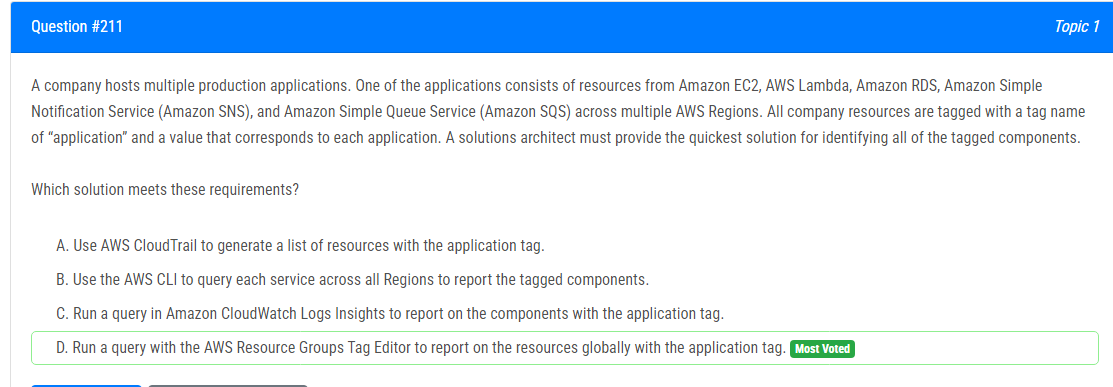 Question #211
Topic 1
A company hosts multiple production applications. One of the applications consists of resources from Amazon EC2, AWS Lambda, Amazon RDS, Amazon Simple
Notification Service (Amazon SNS), and Amazon Simple Queue Service (Amazon SQS) across multiple AWS Regions. All company resources are tagged with a tag name
of “application” and a value that corresponds to each application. A solutions architect must provide the quickest solution for identifying all of the tagged components.
Which solution meets these requirements?
A. Use AWS CloudTrail to generate a list of resources with the application tag.
B. Use the AWS CLI to query each service across all Regions to report the tagged components.
C. Run a query in Amazon CloudWatch Logs Insights to report on the components with the application tag.
D. Run a query with the AWS Resource Groups Tag Editor to report on the resources globally with the application tag. Most Voted